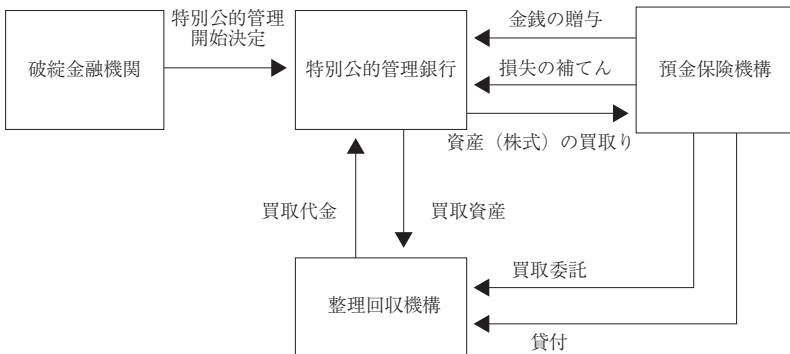 特別公的管理
開始決定
破綻金融機関
特別公的管理銀行
金銭の贈与
損失の補てん
預金保険機構
資産（株式）の買取り
買取代金
買取資産
買取委託
整理回収機構
貸付